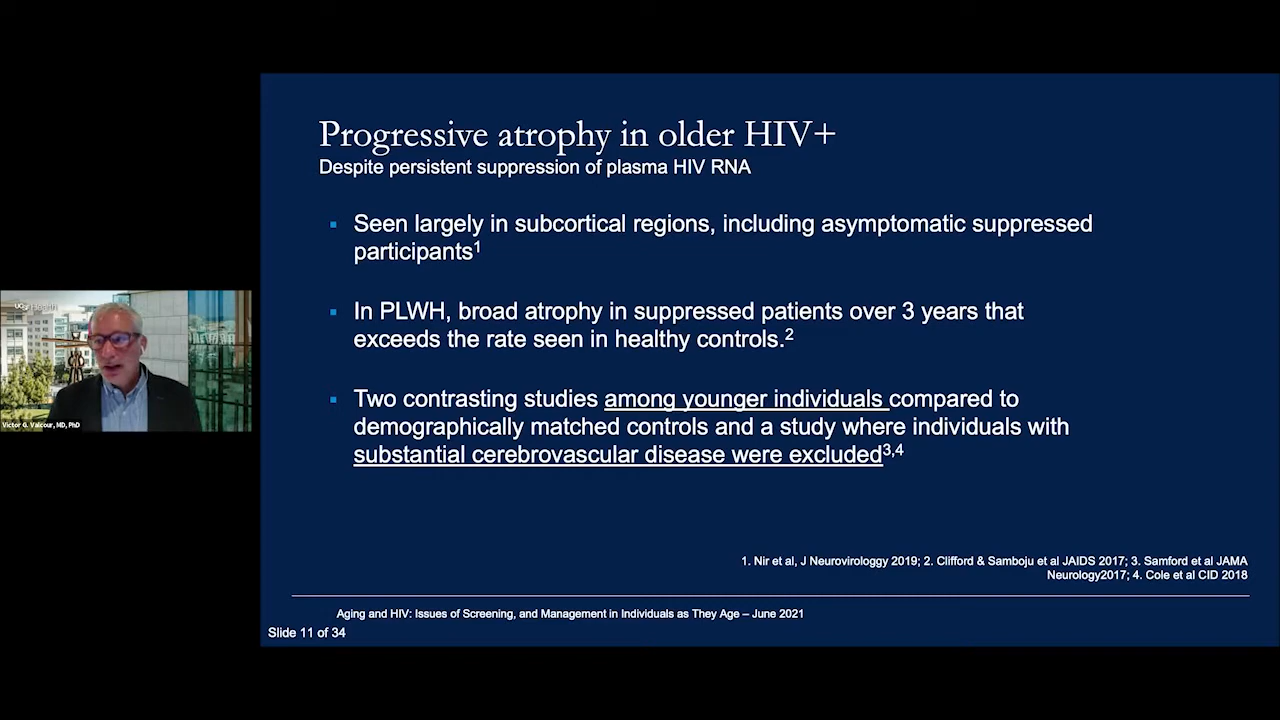 Progressive atrophy in older HIV+
Despite persistent suppression of plasma HIV RNA
Seen largely in subcortical regions, including asymptomatic suppressed
participants1
In PLWH, broad atrophy in suppressed patients over 3 years that
exceeds the rate seen in healthy controls.2
Two contrasting studies among younger individuals compared to
demographically matched controls and a study where individuals with
substantial cerebrovascular disease were excluded3,4
1. Nir et al, J Neurovirologgy 2019; 2. Clifford & Samboju et al JAIDS 2017; 3. Samford et al JAMA
Neurology2017; 4. Cole et al CID 2018
Aging and HIV: Issues of Screening, and Management in Individuals as They Age – June 2021
Slide 11 of 34
Victor G. Valcour, MD, PhD